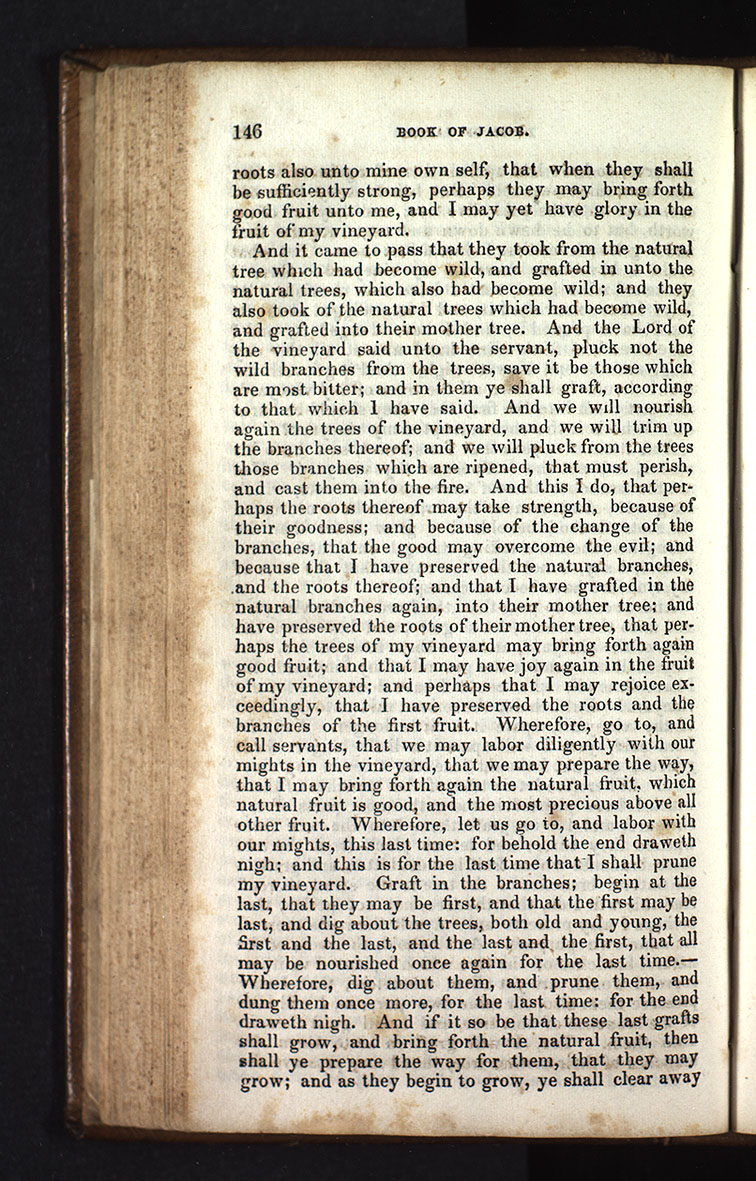 146 BOOK OF JACOB.
roots also unto mine own self, that when they shall
be sufficiently strong, perhaps they may bring forth
good fruit unto me, and I may yet have glory in the
fruit of my vineyard.
And it came to pass that they took from the natural
tree which had become wild, and grafted in unto the
natural trees, which also had become wild; and they
also took of the natural trees which had become wild,
and grafted into their mother tree. And the Lord of
the vineyard said unto the servant, pluck not the
wild branches from the trees, save it be those which
are most bitter; and in them ye shall graft, according
to that which I have said. And we will nourish
again the trees of the vineyard, and we will trim up
the branches thereof; and we will pluck from the trees
those branches which are ripened, that must perish,
and cast them into the fire. And this I do, that per-
haps the roots thereof may take strength, because of
their goodness; and because of the change of the
branches, that the good may overcome the evil; and
because that I have preserved the natural branches,
and the roots thereof; and that I have grafted in the
natural branches again, into their mother tree; and
have preserved the roots of their mother tree, that per-
haps the trees of my vineyard may bring forth again
good fruit; and that I may have joy again in the fruit
of my vineyard; and perhaps that I may rejoice ex-
ceedingly, that I have preserved the roots and the
branches of the first fruit. Wherefore, go to, and
call servants, that we may labor diligently with our
mights in the vineyard, that we may prepare the way,
that I may bring forth again the natural fruit, which
natural fruit is good, and the most precious above all
other fruit. Wherefore, let us go to, and labor with
our mights, this last time: for behold the end draweth
nigh; and this is for the last time that I shall prune
my vineyard. Graft in the branches; begin at the
last, that they may be first, and that the first may be
last, and dig about the trees, both old and young, the
first and the last, and the last and the first, that all
may be nourished once again for the last time.—
Wherefore, dig about them, and prune them, and
dung them once more, for the last time: for the end
draweth nigh. And if it so be that these last grafts
shall grow, and bring forth the natural fruit, then
shall ye prepare the way for them, that they may
grow; and as they begin to grow, ye shall clear away